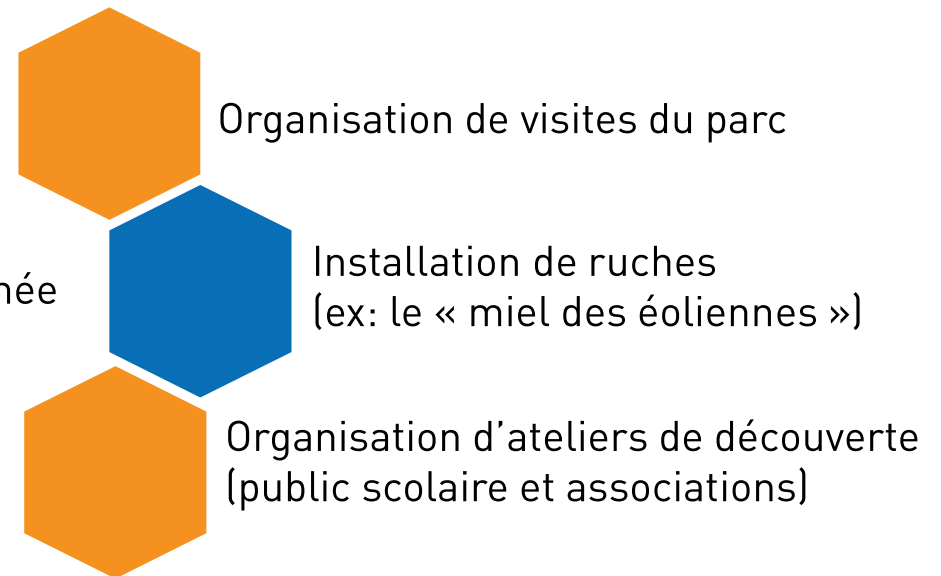 Organisation de visites du parc
Installation de ruches
(ex: le « miel des éoliennes »)
Organisation d’ateliers de découverte
(public scolaire et associations)